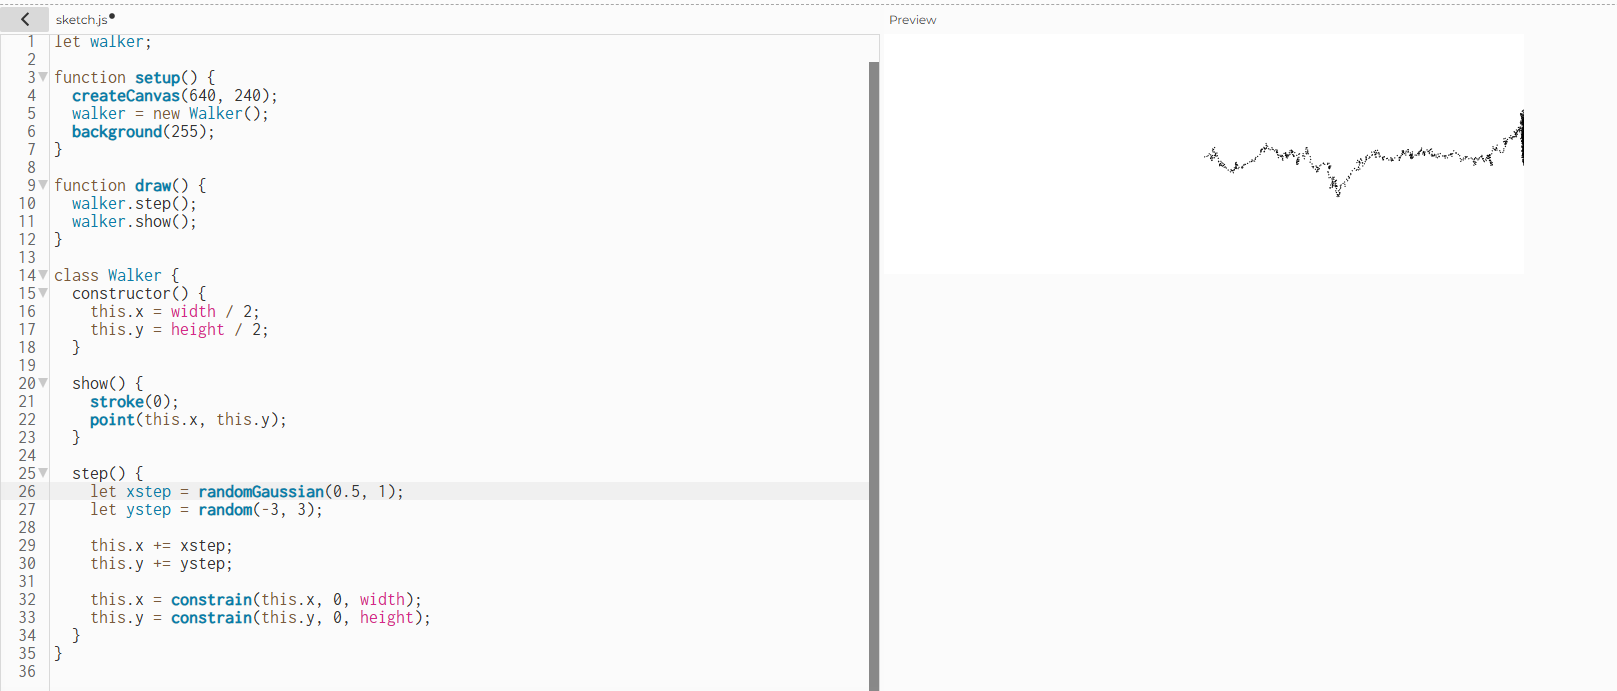 sketch.js
Preview
1 let walker;
2
3 function setup() {
4 createCanvas(640, 240);
5 walker = new Walker();
6 background(255);
7 }
8
9 function draw() {
10 walker.step();
11 walker.show();
12 }
13
14 class Walker {
15 constructor() {
16 this.x = width / 2;
17 this.y = height / 2;
18 }
19
20 show() {
21 stroke(0);
22 point(this.x, this.y);
23 }
24
25 step() {
26 let xstep = randomGaussian(0.5, 1);
27 let ystep = random(-3, 3);
28
29 this.x += xstep;
30 this.y += ystep;
31
32 this.x = constrain(this.x, 0, width);
33 this.y = constrain(this.y, 0, height);
34 }
35 }
36